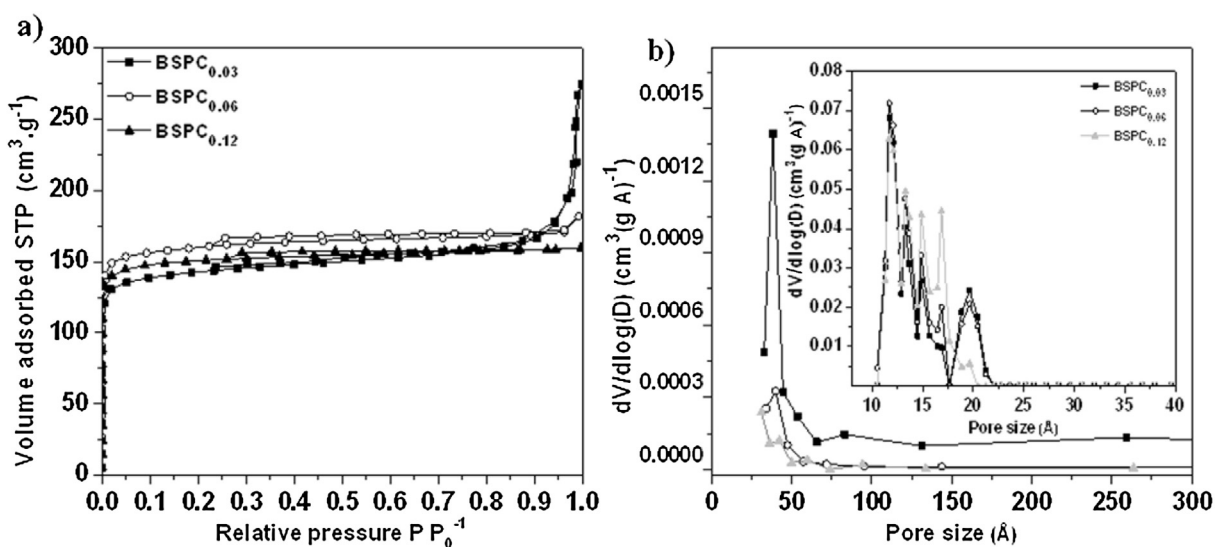 a)
300
250
200
150
100
50
0
Volume adsorbed STP (cm³.g⁻¹)
BSPC₀.₀₃
BSPC₀.₀₆
BSPC₀.₁₂
0.0 0.1 0.2 0.3 0.4 0.5 0.6 0.7 0.8 0.9 1.0
Relative pressure P P₀⁻¹
b)
0.0015
0.0012
0.0009
0.0006
0.0003
0.0000
dV/dlog(D) (cm³(g A)⁻¹)
0 50 100 150 200 250 300
Pore size (Å)
0.08
0.07
0.06
0.05
0.04
0.03
0.02
0.01
dV/dlog(D) (cm³(g A)⁻¹)
BSPC₀.₀₃
BSPC₀.₀₆
BSPC₀.₁₂
10 15 20 25 30 35 40
Pore size (Å)